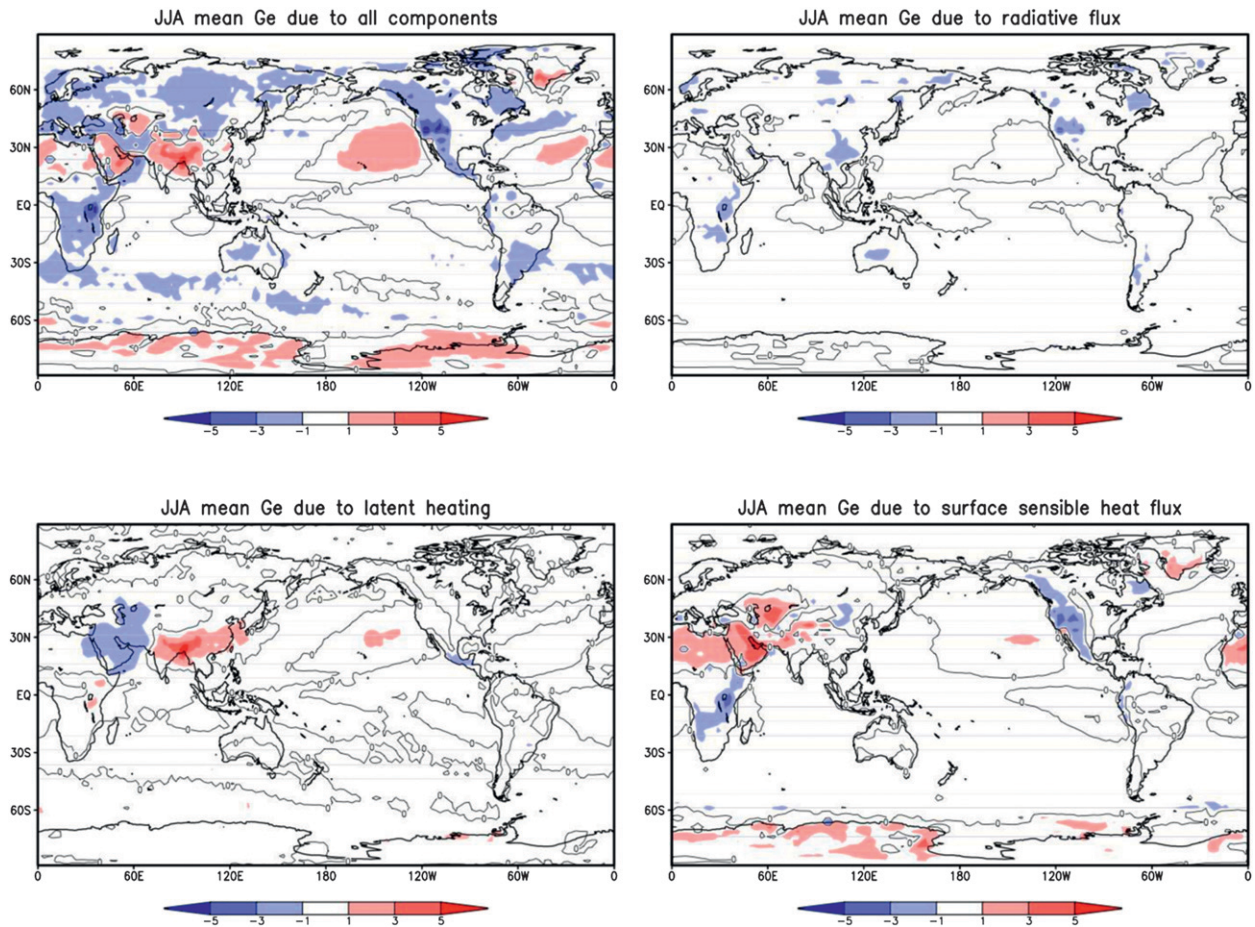 JJA mean Ge due to all components
60N
30N
EQ
30S
60S
0 60E 120E 180 120W 60W 0
-5 -3 -1 1 3 5
JJA mean Ge due to radiative flux
60N
30N
EQ
30S
60S
0 60E 120E 180 120W 60W 0
-5 -3 -1 1 3 5
JJA mean Ge due to latent heating
60N
30N
EQ
30S
60S
0 60E 120E 180 120W 60W 0
-5 -3 -1 1 3 5
JJA mean Ge due to surface sensible heat flux
60N
30N
EQ
30S
60S
0 60E 120E 180 120W 60W 0
-5 -3 -1 1 3 5